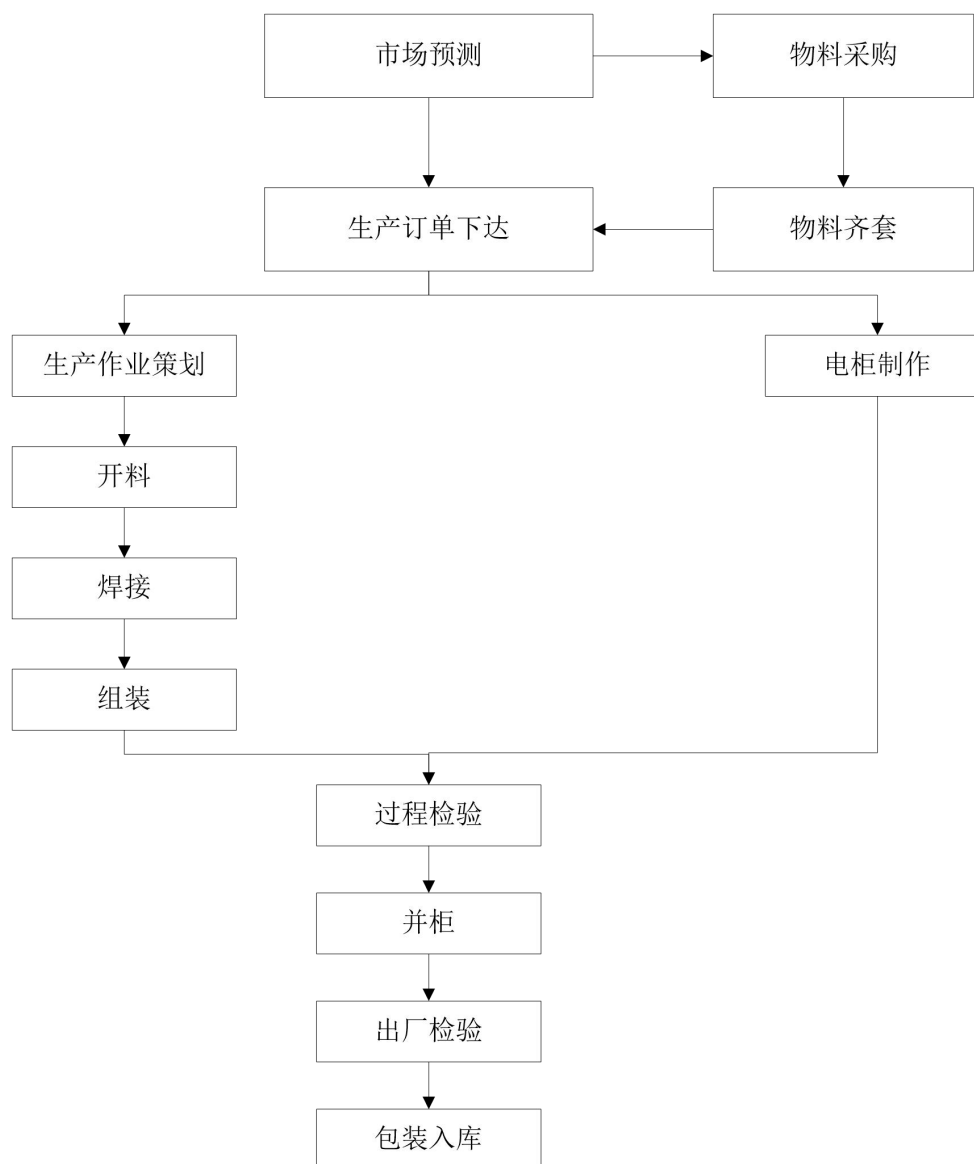 市场预测
物料采购
生产订单下达
物料齐套
生产作业策划
电柜制作
开料
焊接
组装
过程检验
并柜
出厂检验
包装入库